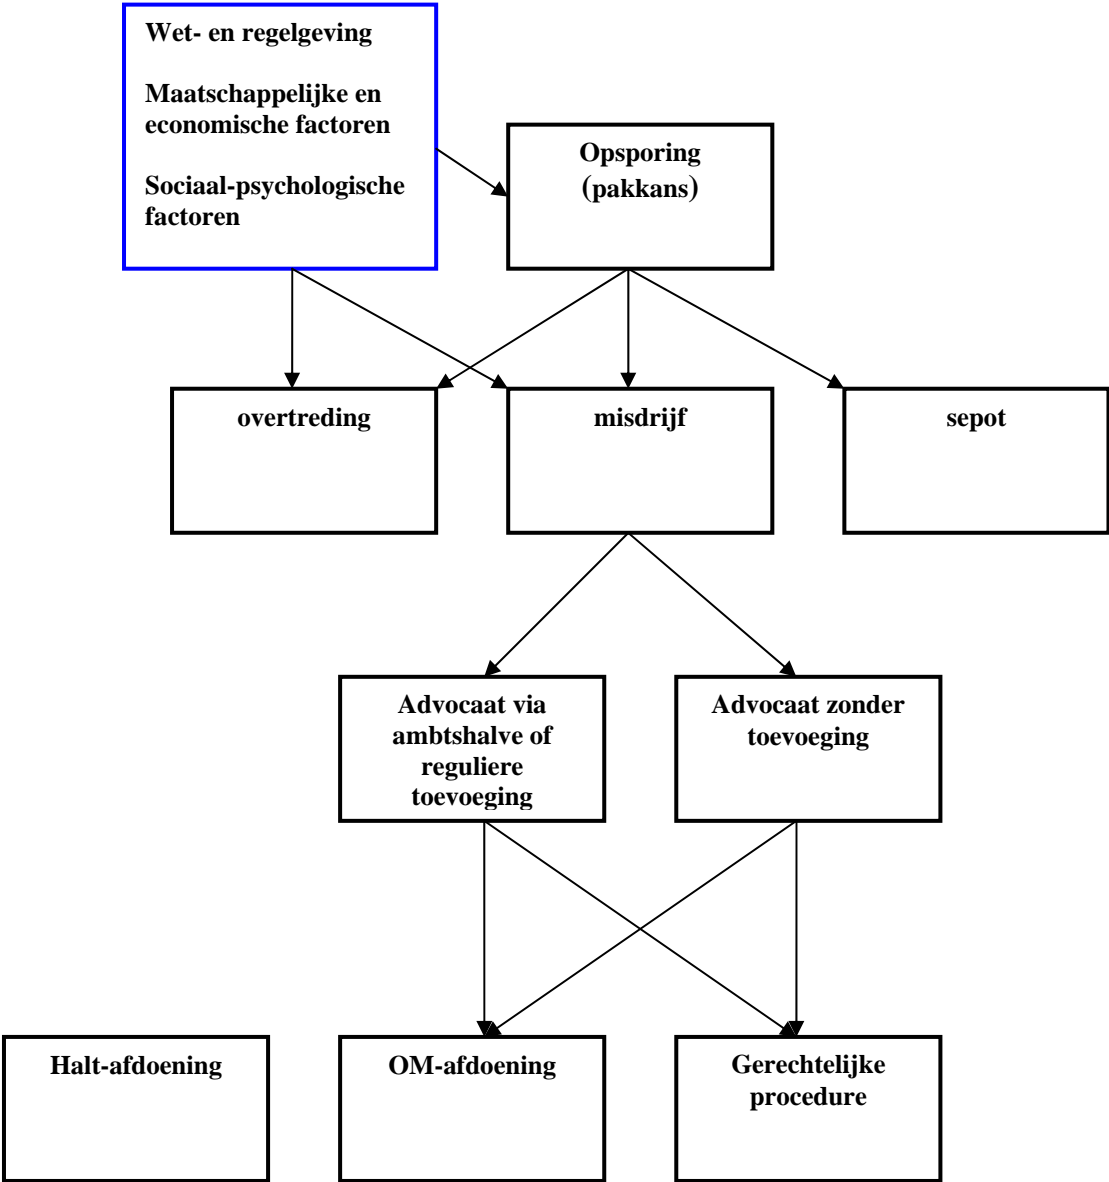 Wet- en regelgeving
Maatschappelijke en
economische factoren
Sociaal-psychologische
factoren
Opsporing
(pakkans)
overtreding
misdrijf
sepot
Advocaat via
ambtshalve of
reguliere
toevoeging
Advocaat zonder
toevoeging
Halt-afdoening
OM-afdoening
Gerechtelijke
procedure